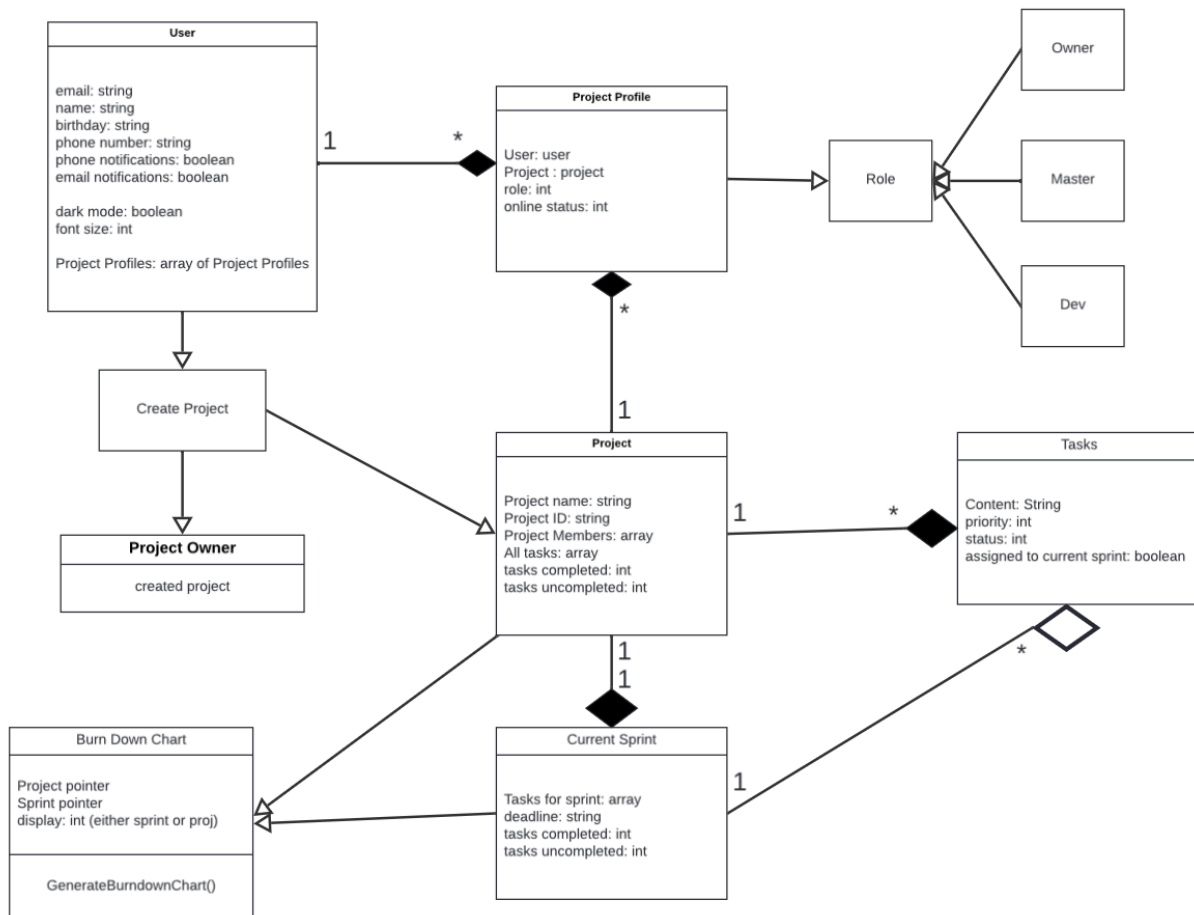 User
email: string
name: string
birthday: string
phone number: string
phone notifications: boolean
email notifications: boolean
dark mode: boolean
font size: int
Project Profiles: array of Project Profiles
1
*
Project Profile
User: user
Project : project
role: int
online status: int
Role
Owner
Master
Dev
*
1
Create Project
Project Owner
created project
Project
Project name: string
Project ID: string
Project Members: array
All tasks: array
tasks completed: int
tasks uncompleted: int
1
*
Tasks
Content: String
priority: int
status: int
assigned to current sprint: boolean
*
1
1
1
Burn Down Chart
Project pointer
Sprint pointer
display: int (either sprint or proj)
GenerateBurndownChart()
Current Sprint
Tasks for sprint: array
deadline: string
tasks completed: int
tasks uncompleted: int